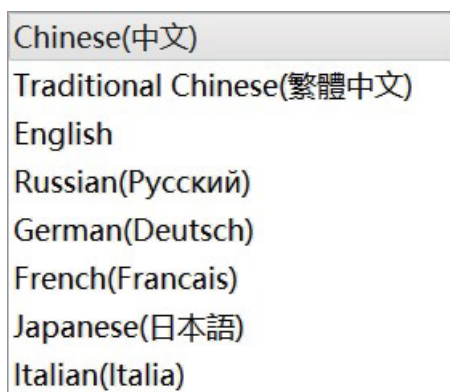 Chinese(中文)
Traditional Chinese(繁體中文)
English
Russian(Русский)
German(Deutsch)
French(Francais)
Japanese(日本語)
Italian(Italia)